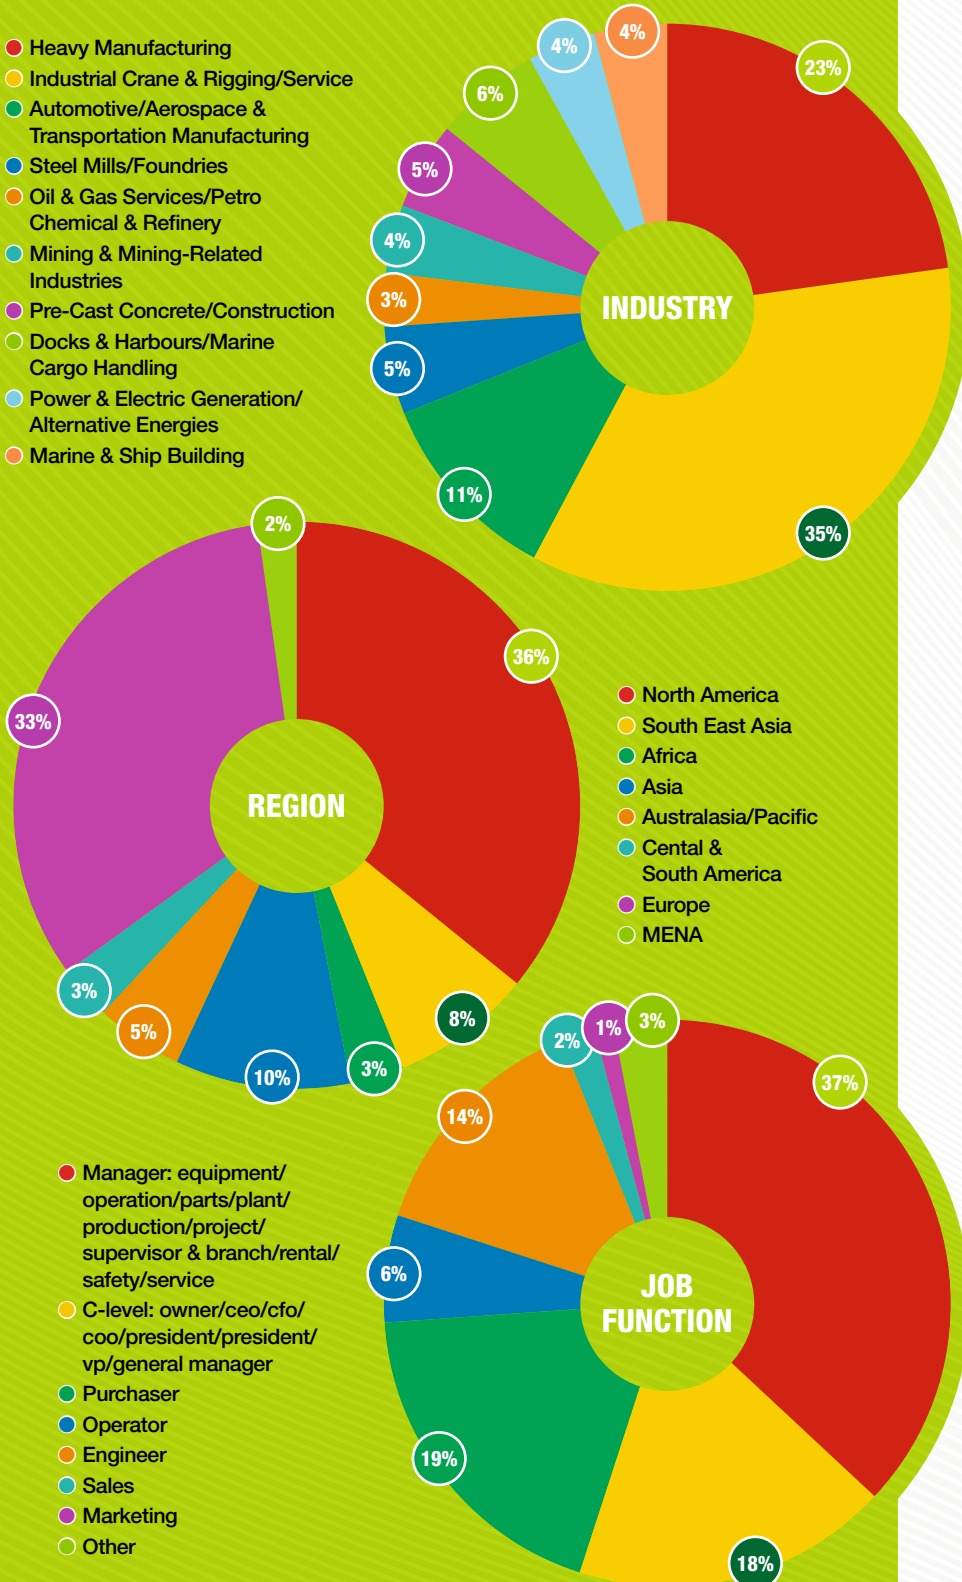 Heavy Manufacturing
Industrial Crane & Rigging/Service
Automotive/Aerospace &
Transportation Manufacturing
Steel Mills/Foundries
Oil & Gas Services/Petro
Chemical & Refinery
Mining & Mining-Related
Industries
Pre-Cast Concrete/Construction
Docks & Harbours/Marine
Cargo Handling
Power & Electric Generation/
Alternative Energies
Marine & Ship Building
4%
4%
23%
6%
5%
4%
3%
5%
11%
35%
INDUSTRY
2%
36%
33%
3%
5%
10%
3%
8%
REGION
North America
South East Asia
Africa
Asia
Australasia/Pacific
Cental &
South America
Europe
MENA
Manager: equipment/
operation/parts/plant/
production/project/
supervisor & branch/rental/
safety/service
C-level: owner/ceo/cfo/
coo/president/president/
vp/general manager
Purchaser
Operator
Engineer
Sales
Marketing
Other
2%
1%
3%
37%
14%
6%
19%
18%
JOB
FUNCTION